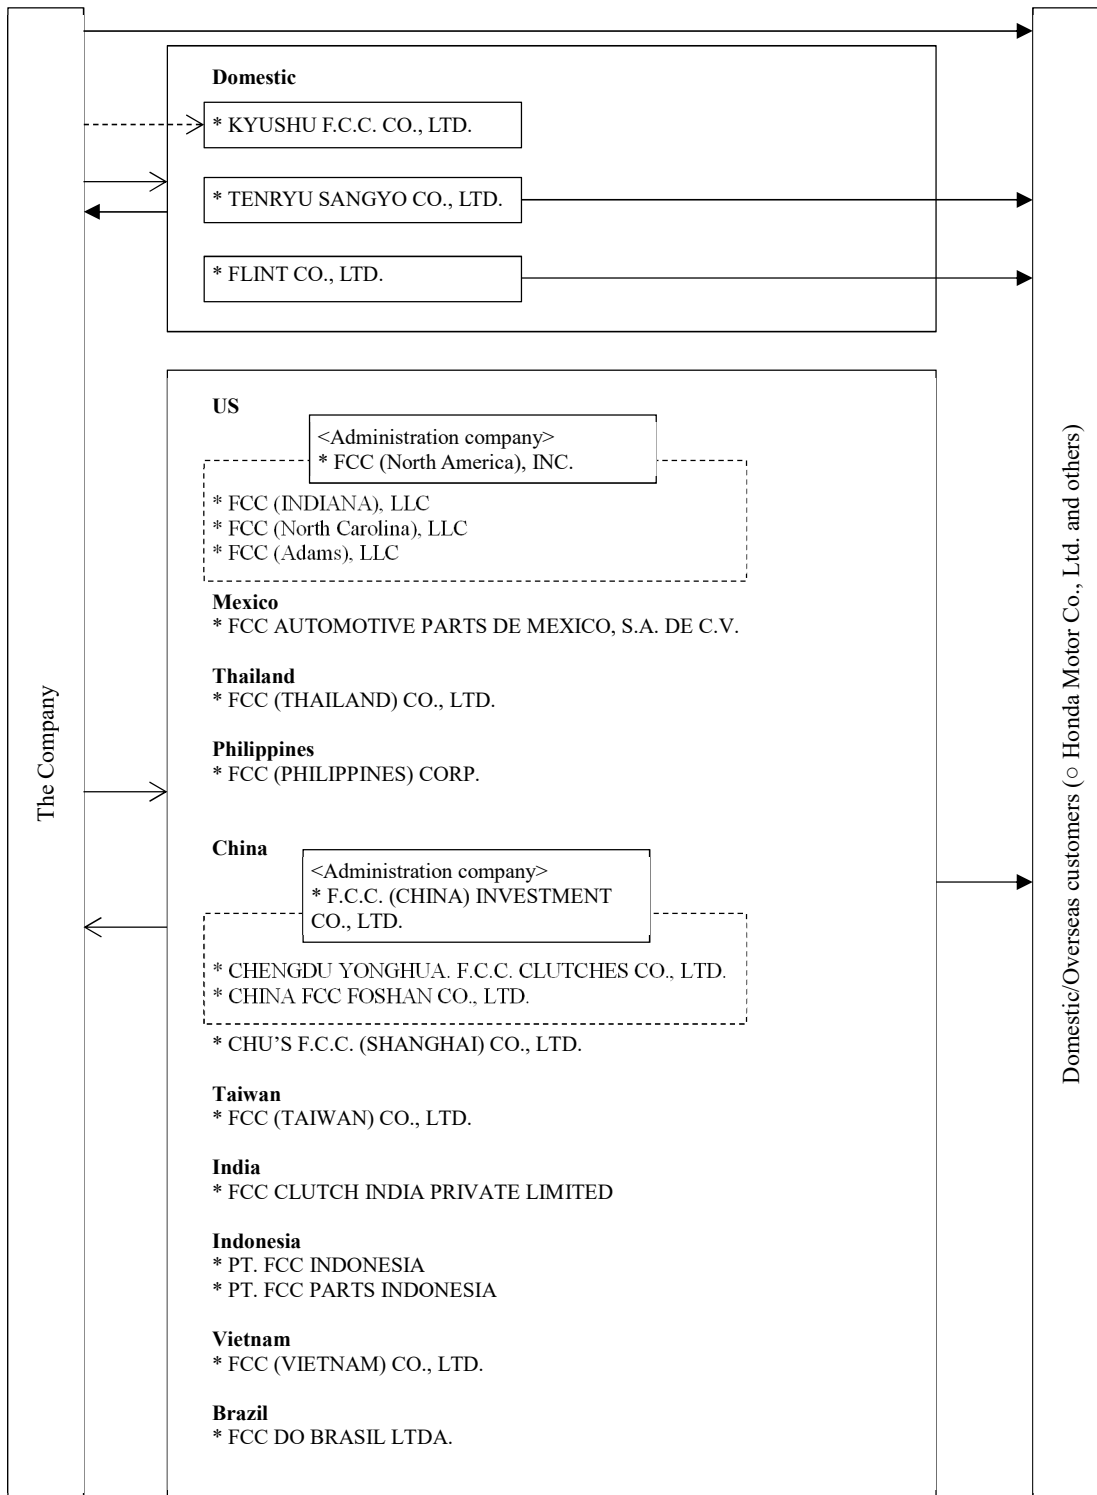 Domestic
* KYUSHU F.C.C. CO., LTD.
* TENRYU SANGYO CO., LTD.
* FLINT CO., LTD.
US
<Administration company>
* FCC (North America), INC.
* FCC (INDIANA), LLC
* FCC (North Carolina), LLC
* FCC (Adams), LLC
Mexico
* FCC AUTOMOTIVE PARTS DE MEXICO, S.A. DE C.V.
Thailand
* FCC (THAILAND) CO., LTD.
Philippines
* FCC (PHILIPPINES) CORP.
China
<Administration company>
* F.C.C. (CHINA) INVESTMENT
CO., LTD.
* CHENGDU YONGHUA. F.C.C. CLUTCHES CO., LTD.
* CHINA FCC FOSHAN CO., LTD.
* CHU’S F.C.C. (SHANGHAI) CO., LTD.
Taiwan
* FCC (TAIWAN) CO., LTD.
India
* FCC CLUTCH INDIA PRIVATE LIMITED
Indonesia
* PT. FCC INDONESIA
* PT. FCC PARTS INDONESIA
Vietnam
* FCC (VIETNAM) CO., LTD.
Brazil
* FCC DO BRASIL LTDA.
The Company
Domestic/Overseas customers (○ Honda Motor Co., Ltd. and others)